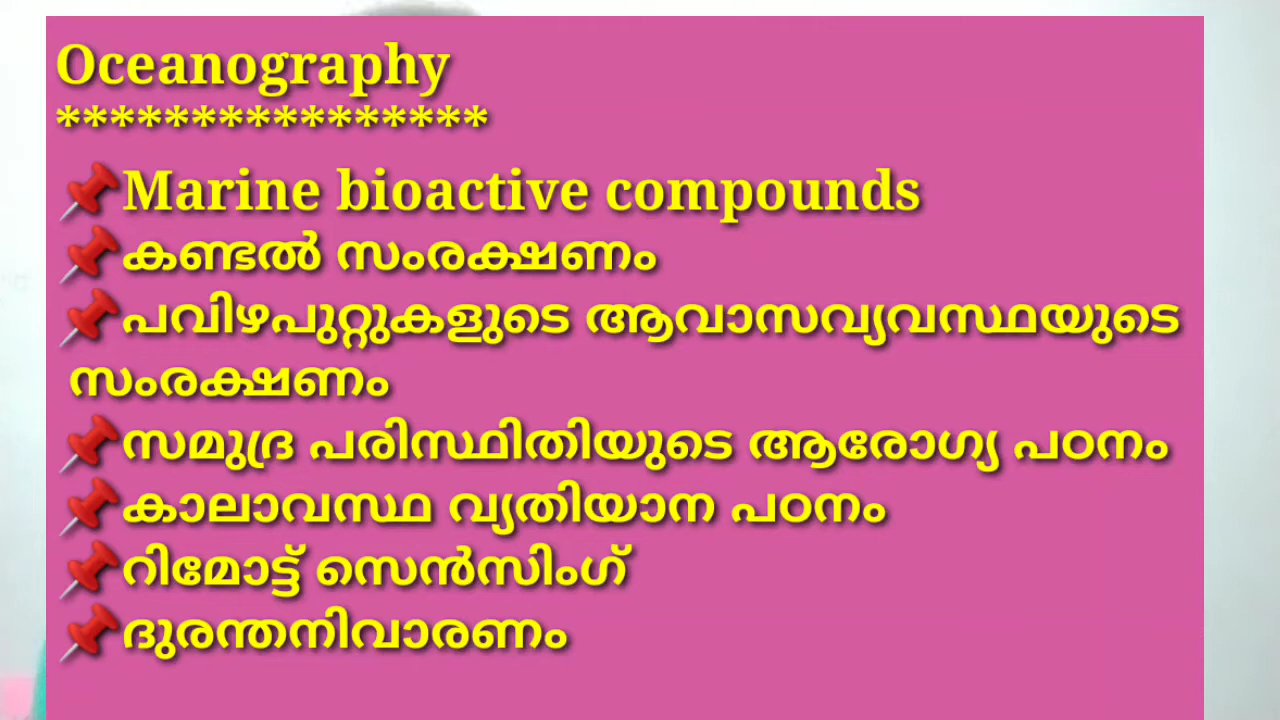 Oceanography
****************
📌Marine bioactive compounds
📌കണ്ടൽ സംരക്ഷണം
📌പവിഴപുറ്റുകളുടെ ആവാസവ്യവസ്ഥയുടെ
സംരക്ഷണം
📌സമുദ്ര പരിസ്ഥിതിയുടെ ആരോഗ്യ പഠനം
📌കാലാവസ്ഥ വ്യതിയാന പഠനം
📌റിമോട്ട് സെൻസിംഗ്
📌ദുരന്തനിവാരണം